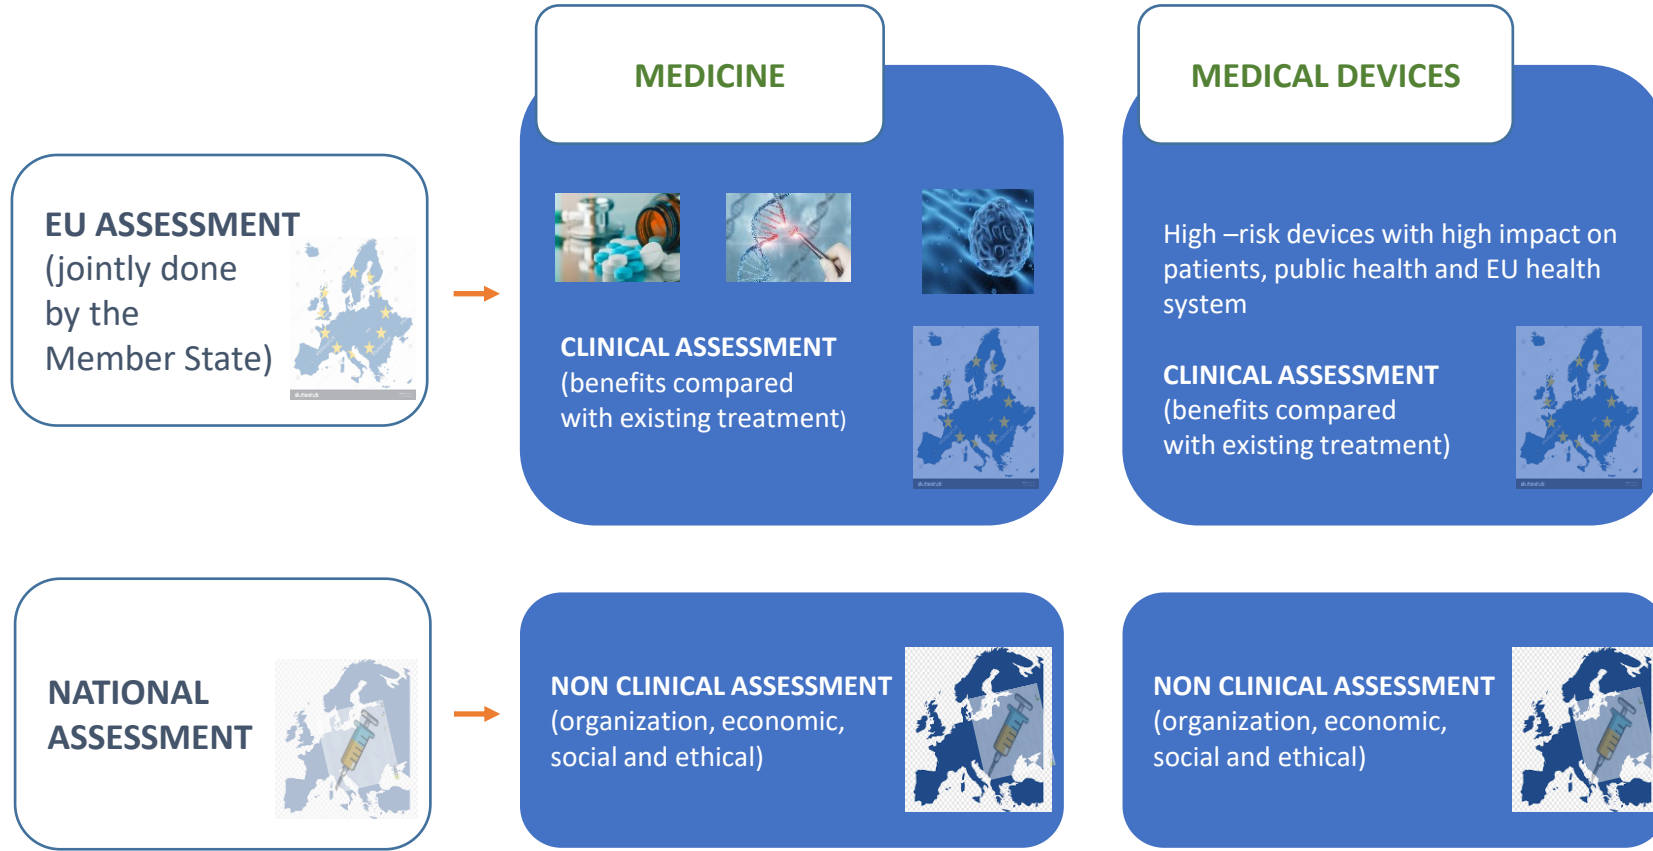 MEDICINE
MEDICAL DEVICES
EU ASSESSMENT
(jointly done
by the
Member State)
High –risk devices with high impact on
patients, public health and EU health
system
CLINICAL ASSESSMENT
(benefits compared
with existing treatment)
CLINICAL ASSESSMENT
(benefits compared
with existing treatment)
NATIONAL
ASSESSMENT
NON CLINICAL ASSESSMENT
(organization, economic,
social and ethical)
NON CLINICAL ASSESSMENT
(organization, economic,
social and ethical)